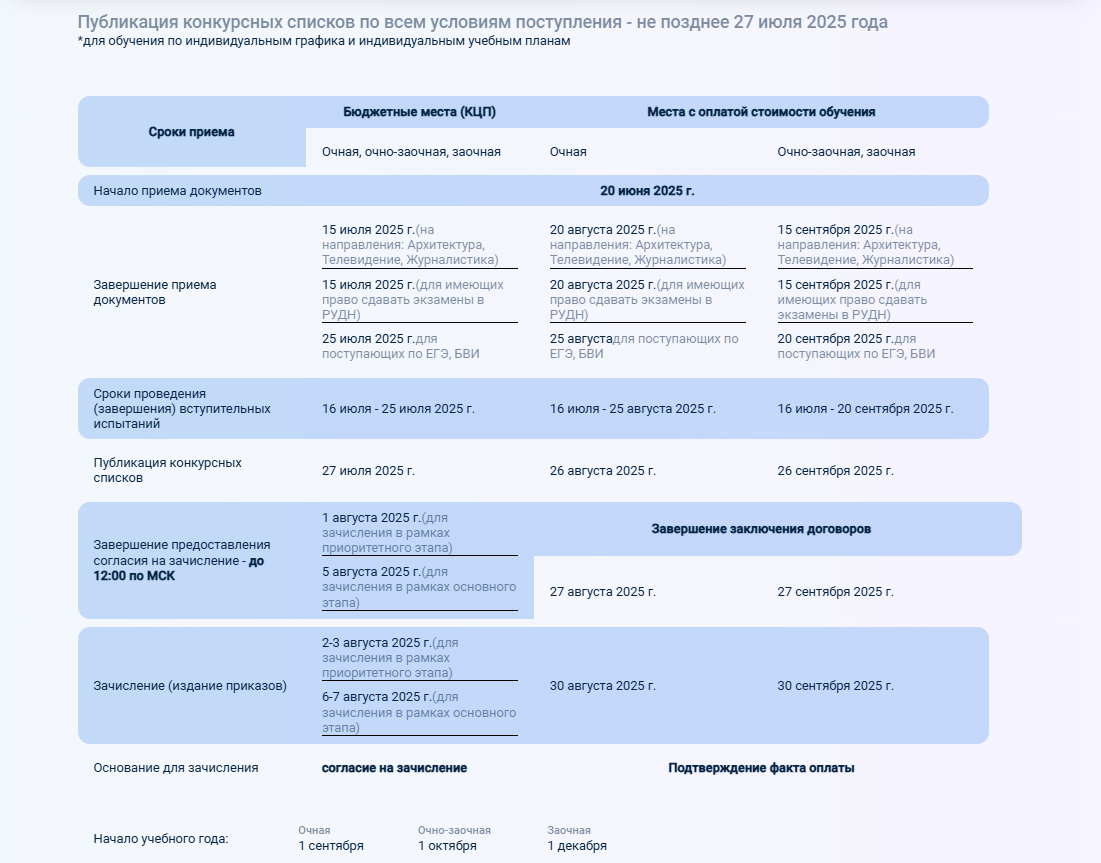 Публикация конкурсных списков по всем условиям поступления - не позднее 27 июля 2025 года
*для обучения по индивидуальным графика и индивидуальным учебным планам
Сроки приема
Бюджетные места (КЦП)
Места с оплатой стоимости обучения
Очная, очно-заочная, заочная
Очная
Очно-заочная, заочная
Начало приема документов
20 июня 2025 г.
Завершение приема
документов
15 июля 2025 г.(на
направления: Архитектура,
Телевидение, Журналистика)
15 июля 2025 г.(для имеющих
право сдавать экзамены в
РУДН)
25 июля 2025 г.для
поступающих по ЕГЭ, БВИ
20 августа 2025 г.(на
направления: Архитектура,
Телевидение, Журналистика)
20 августа 2025 г.(для имеющих
право сдавать экзамены в
РУДН)
25 августадля поступающих по
ЕГЭ, БВИ
15 сентября 2025 г.(на
направления: Архитектура,
Телевидение, Журналистика)
15 сентября 2025 г.(для
имеющих право сдавать
экзамены в РУДН)
20 сентября 2025 г.для
поступающих по ЕГЭ, БВИ
Сроки проведения
(завершения) вступительных
испытаний
16 июля - 25 июля 2025 г.
16 июля - 25 августа 2025 г.
16 июля - 20 сентября 2025 г.
Публикация конкурсных
списков
27 июля 2025 г.
26 августа 2025 г.
26 сентября 2025 г.
Завершение предоставления
согласия на зачисление - до
12:00 по МСК
1 августа 2025 г.(для
зачисления в рамках
приоритетного этапа)
5 августа 2025 г.(для
зачисления в рамках основного
этапа)
Завершение заключения договоров
27 августа 2025 г.
27 сентября 2025 г.
Зачисление (издание приказов)
2-3 августа 2025 г.(для
зачисления в рамках
приоритетного этапа)
6-7 августа 2025 г.(для
зачисления в рамках основного
этапа)
30 августа 2025 г.
30 сентября 2025 г.
Основание для зачисления
согласие на зачисление
Подтверждение факта оплаты
Начало учебного года:
Очная
1 сентября
Очно-заочная
1 октября
Заочная
1 декабря